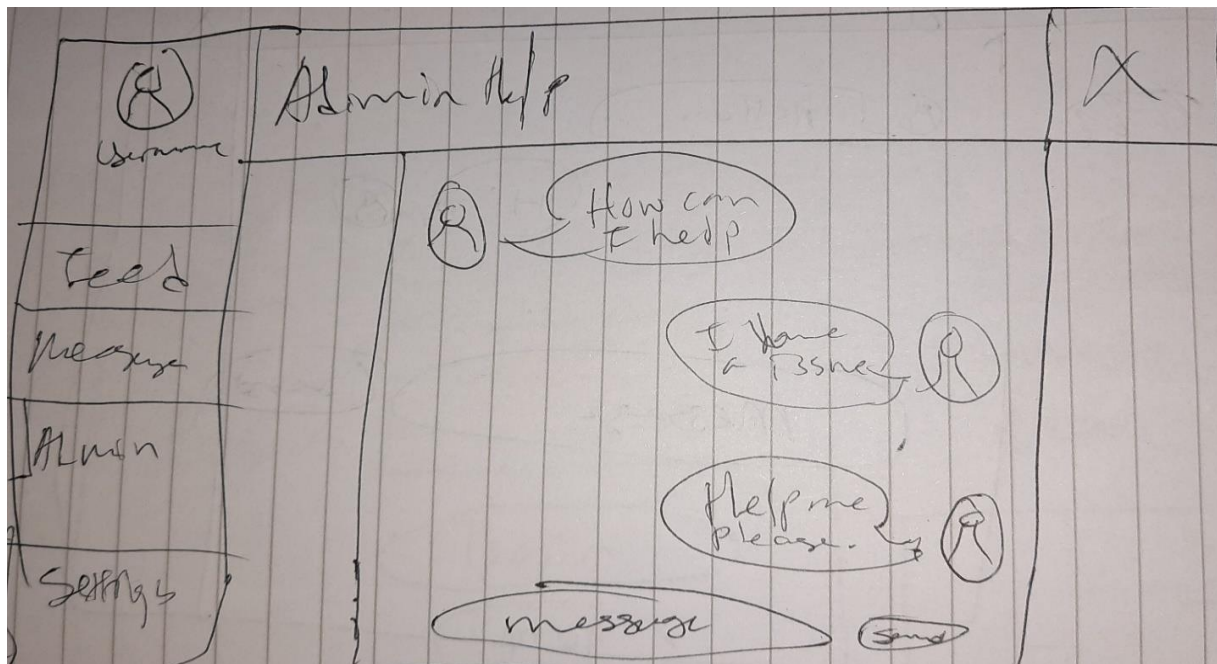 Username
Feed
Message
Admin
Settings
Admin Help
X
How can
I help
I have
a issue
Help me
please.
message
Send